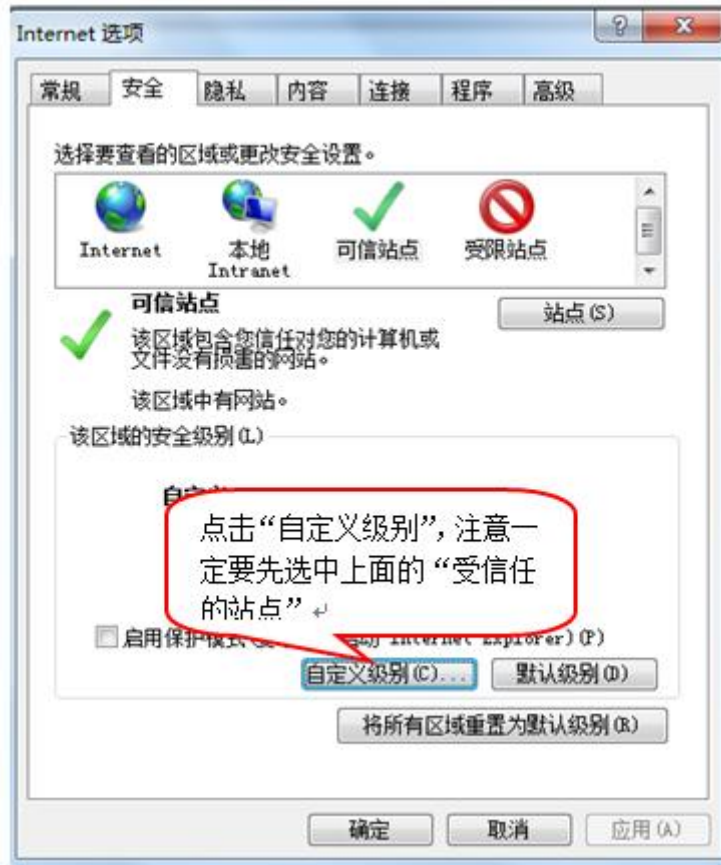 Internet 选项
常规 安全 隐私 内容 连接 程序 高级
选择要查看的区域或更改安全设置。
Internet 本地 Intranet 可信站点 受限站点
可信站点
站点(S)
该区域包含您信任对您的计算机或
文件没有损害的网站。
该区域中有网站。
该区域的安全级别(L)
点击“自定义级别”，注意一
定要先选中上面的“受信任
的站点”
启用保护模式 Internet Explorer)(P)
自定义级别(C)... 默认级别(D)
将所有区域重置为默认级别(R)
确定 取消 应用(A)